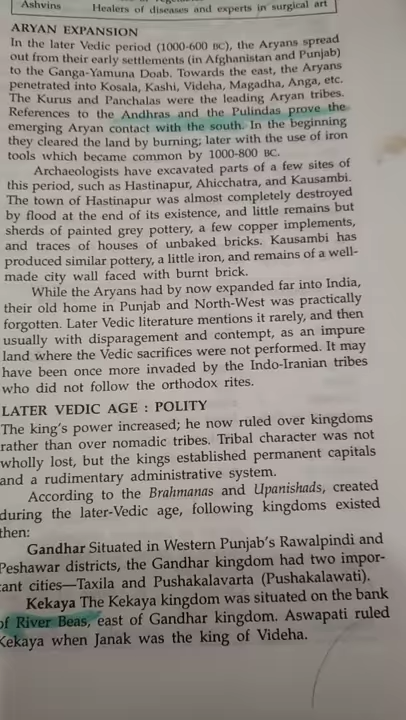 Ashvins Healers of diseases and experts in surgical art
ARYAN EXPANSION
In the later Vedic period (1000-600 BC), the Aryans spread
out from their early settlements (in Afghanistan and Punjab)
to the Ganga-Yamuna Doab. Towards the east, the Aryans
penetrated into Kosala, Kashi, Videha, Magadha, Anga, etc.
The Kurus and Panchalas were the leading Aryan tribes.
References to the Andhras and the Pulindas prove the
emerging Aryan contact with the south. In the beginning
they cleared the land by burning; later with the use of iron
tools which became common by 1000-800 BC.
Archaeologists have excavated parts of a few sites of
this period, such as Hastinapur, Ahicchatra, and Kausambi.
The town of Hastinapur was almost completely destroyed
by flood at the end of its existence, and little remains but
sherds of painted grey pottery, a few copper implements,
and traces of houses of unbaked bricks. Kausambi has
produced similar pottery, a little iron, and remains of a well-
made city wall faced with burnt brick.
While the Aryans had by now expanded far into India,
their old home in Punjab and North-West was practically
forgotten. Later Vedic literature mentions it rarely, and then
usually with disparagement and contempt, as an impure
land where the Vedic sacrifices were not performed. It may
have been once more invaded by the Indo-Iranian tribes
who did not follow the orthodox rites.
LATER VEDIC AGE : POLITY
The king's power increased; he now ruled over kingdoms
rather than over nomadic tribes. Tribal character was not
wholly lost, but the kings established permanent capitals
and a rudimentary administrative system.
According to the Brahmanas and Upanishads, created
during the later-Vedic age, following kingdoms existed
then:
Gandhar Situated in Western Punjab's Rawalpindi and
Peshawar districts, the Gandhar kingdom had two impor-
tant cities—Taxila and Pushakalavarta (Pushakalawati).
Kekaya The Kekaya kingdom was situated on the bank
of River Beas, east of Gandhar kingdom. Aswapati ruled
Kekaya when Janak was the king of Videha.